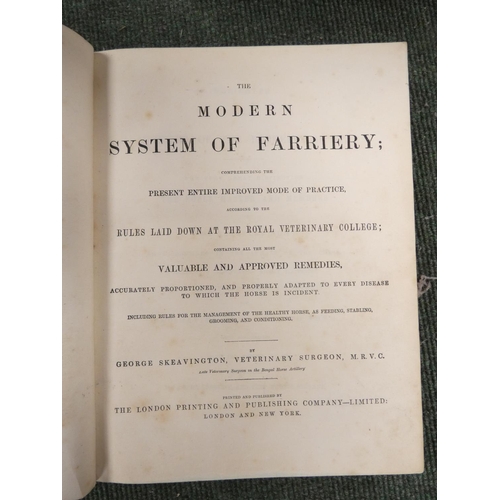 THE
MODERN
SYSTEM OF FARRIERY;
COMPREHENDING THE
PRESENT ENTIRE IMPROVED MODE OF PRACTICE,
ACCORDING TO THE
RULES LAID DOWN AT THE ROYAL VETERINARY COLLEGE;
CONTAINING ALL THE MOST
VALUABLE AND APPROVED REMEDIES,
ACCURATELY PROPORTIONED, AND PROPERLY ADAPTED TO EVERY DISEASE
TO WHICH THE HORSE IS INCIDENT.
INCLUDING RULES FOR THE MANAGEMENT OF THE HEALTHY HORSE, AS FEEDING, STABLING,
GROOMING, AND CONDITIONING.
BY
GEORGE SKEAVINGTON, VETERINARY SURGEON, M.R.V.C.
Late Veterinary Surgeon to the Bengal Horse Artillery
PRINTED AND PUBLISHED BY
THE LONDON PRINTING AND PUBLISHING COMPANY—LIMITED:
LONDON AND NEW YORK.